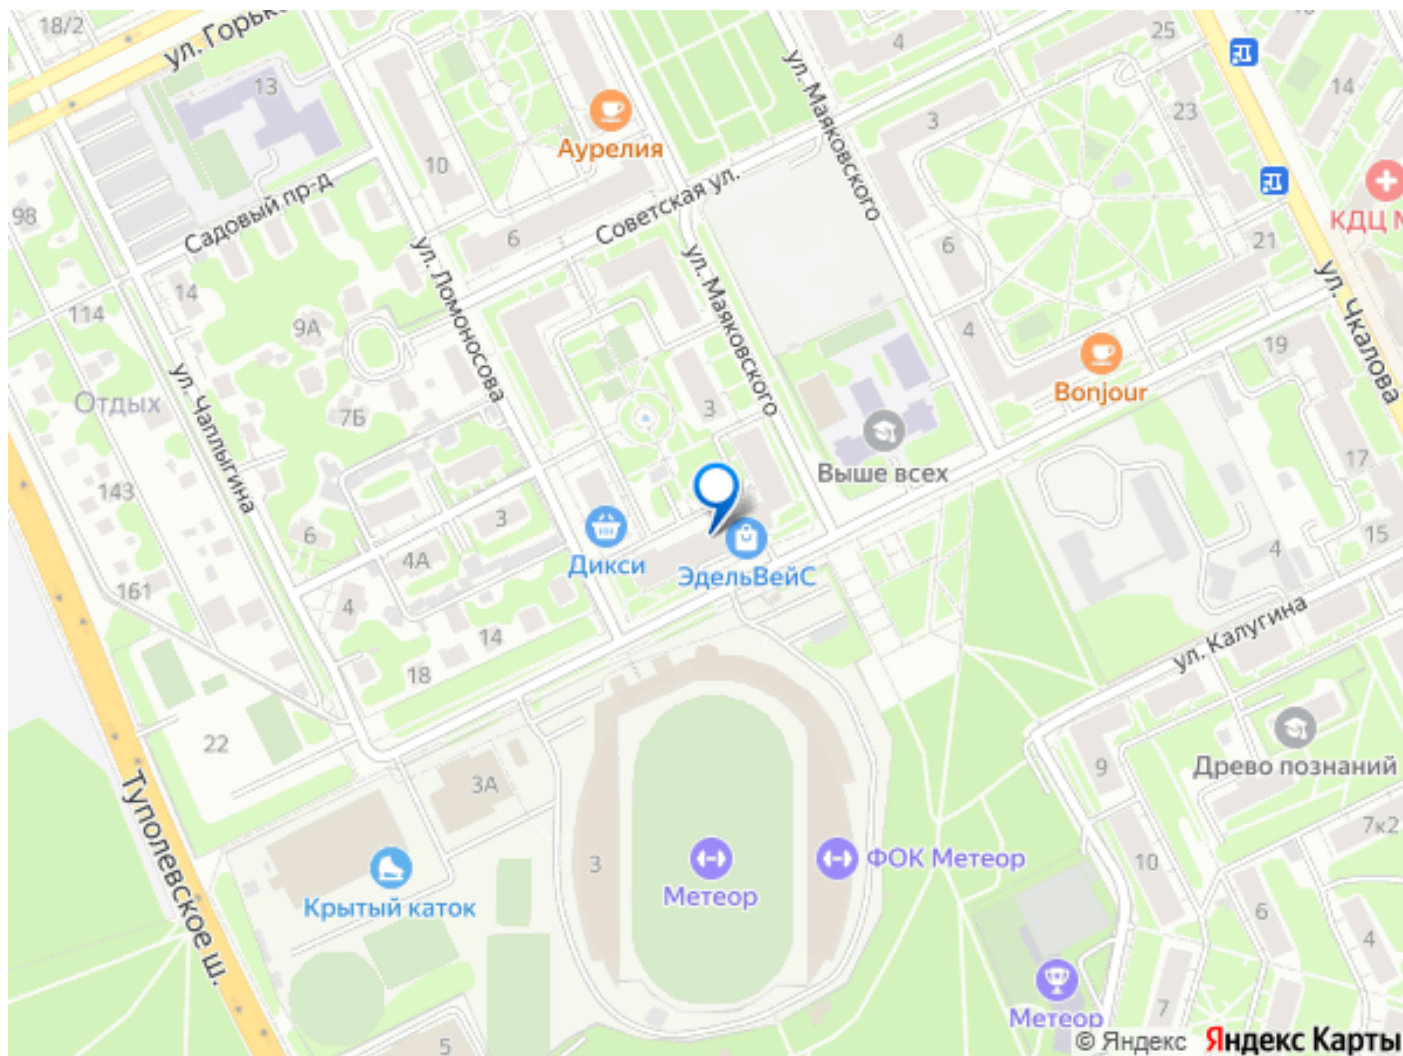 18/2
ул. Горьк
13
4
25
14
23
3
Аурелия
10
ул. Маяковского
Садовый пр-д
98
Советская ул.
КДЦ М
6
6
21
14
ул. Ломоносова
ул. Маяковского
ул. Чкалова
114
9А
4
19
ул. Чаплыгина
Отдых
7Б
3
Bonjour
Выше всех
17
143
3
6
4А
Дикси
ЭдельВейС
15
4
161
4
14
ул. Калугина
18
22
3А
9
Древо познаний
Туполевское ш.
7к2
3
Метеор
ФОК Метеор
10
Крытый каток
6
4
7
Метеор
5
© Яндекс Яндекс Карты